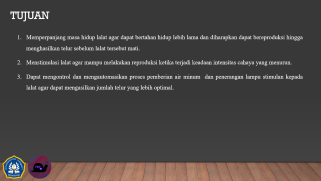 TUJUAN
1. Memperpanjang masa hidup lalat agar dapat bertahan hidup lebih lama dan diharapkan dapat bereproduksi hingga
menghasilkan telur sebelum lalat tersebut mati.
2. Menstimulasi lalat agar mampu melakukan reproduksi ketika terjadi keadaan intensitas cahaya yang menurun.
3. Dapat mengontrol dan mengautomasikan proses pemberian air minum dan penerangan lampu stimulan kepada
lalat agar dapat mengasilkan jumlah telur yang lebih optimal.